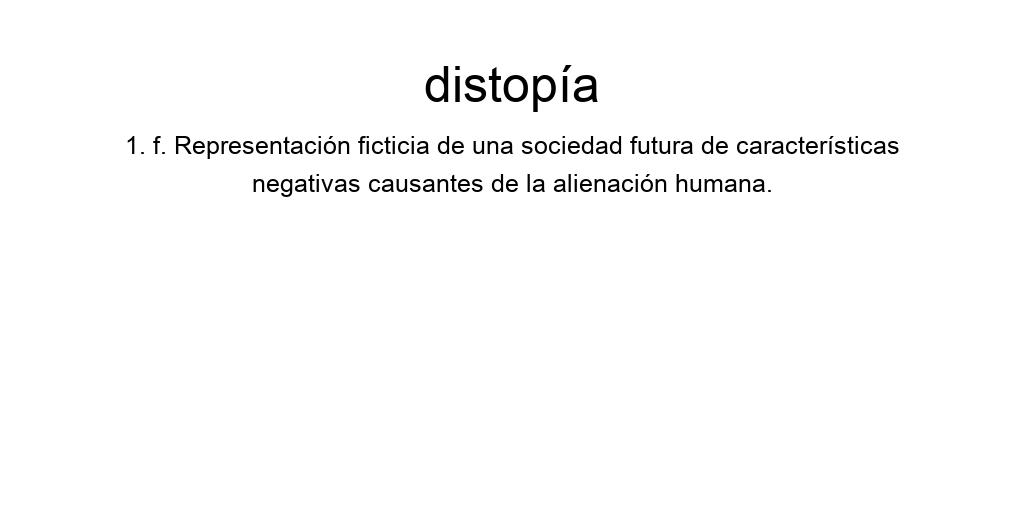 distopía
1. f. Representación ficticia de una sociedad futura de características
negativas causantes de la alienación humana.